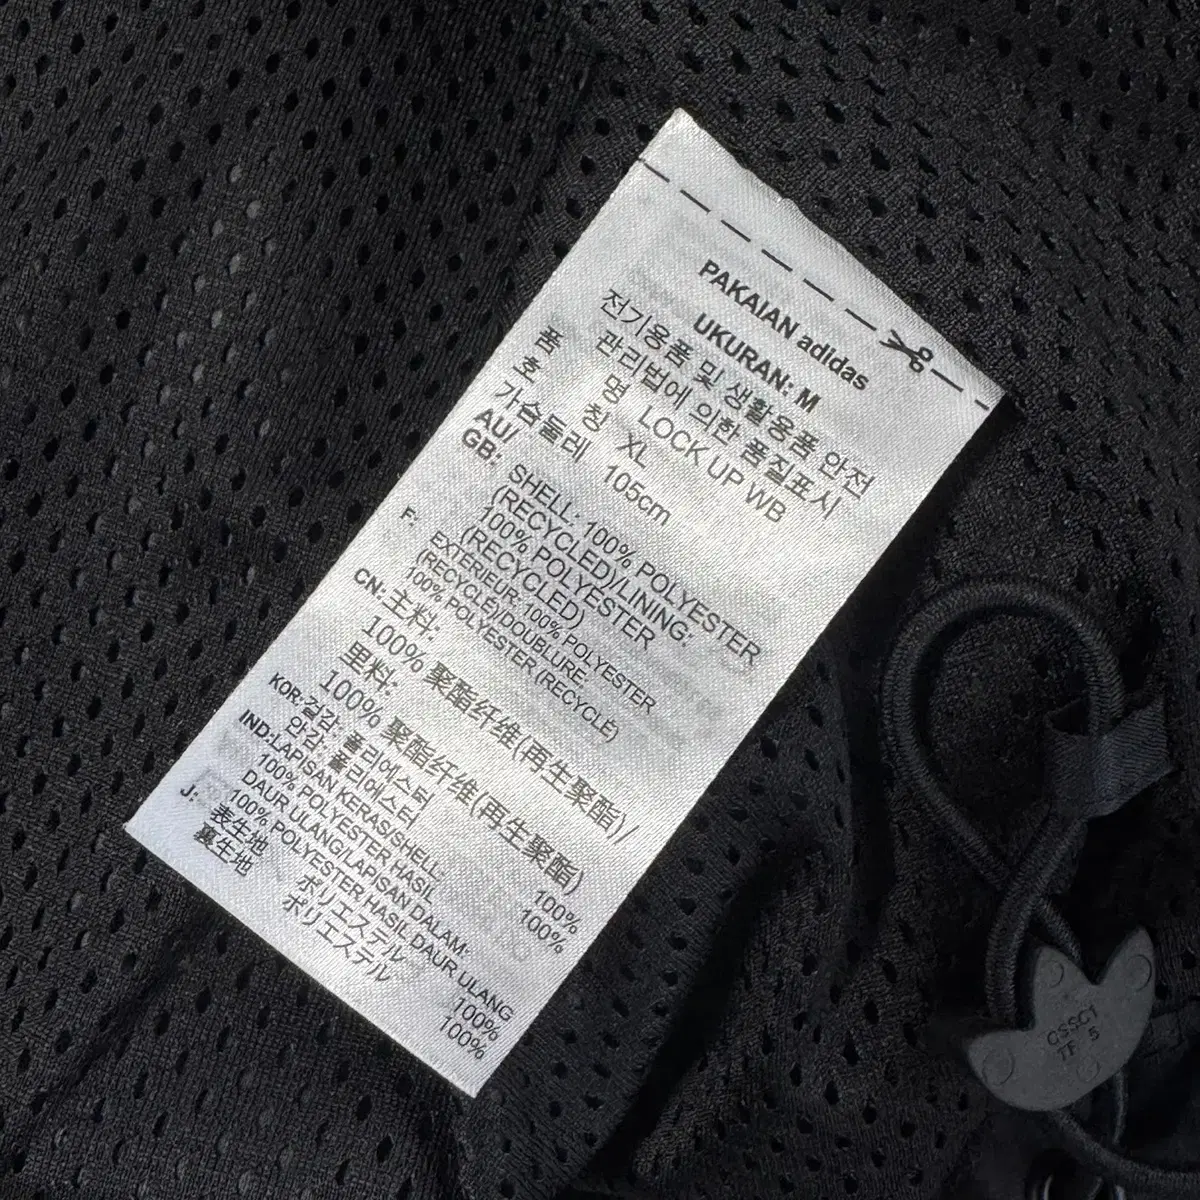 PAKAIAN adidas
UKURAN: M
전기용품 및 생활용품 안전
관리법에 의한 품질표시
품 명 LOCK UP WB
호 칭 XL
가슴둘레 105cm
AU/
GB: SHELL: 100% POLYESTER
(RECYCLED)/LINING:
100% POLYESTER
(RECYCLED)
F: EXTERIEUR: 100% POLYESTER
(RECYCLÉ)/DOUBLURE:
100% POLYESTER (RECYCLÉ)
CN: 主料:
100% 聚酯纤维(再生聚酯)/
里料:
100% 聚酯纤维(再生聚酯)
KOR: 겉감: 폴리에스터 100%
안감: 폴리에스터 100%
IND: LAPISAN KERAS/SHELL:
100% POLYESTER HASIL
DAUR ULANG/LAPISAN DALAM:
100% POLYESTER HASIL DAUR ULANG
J: 表生地 ポリエステル 100%
裏生地 ポリエステル 100%
TF 5